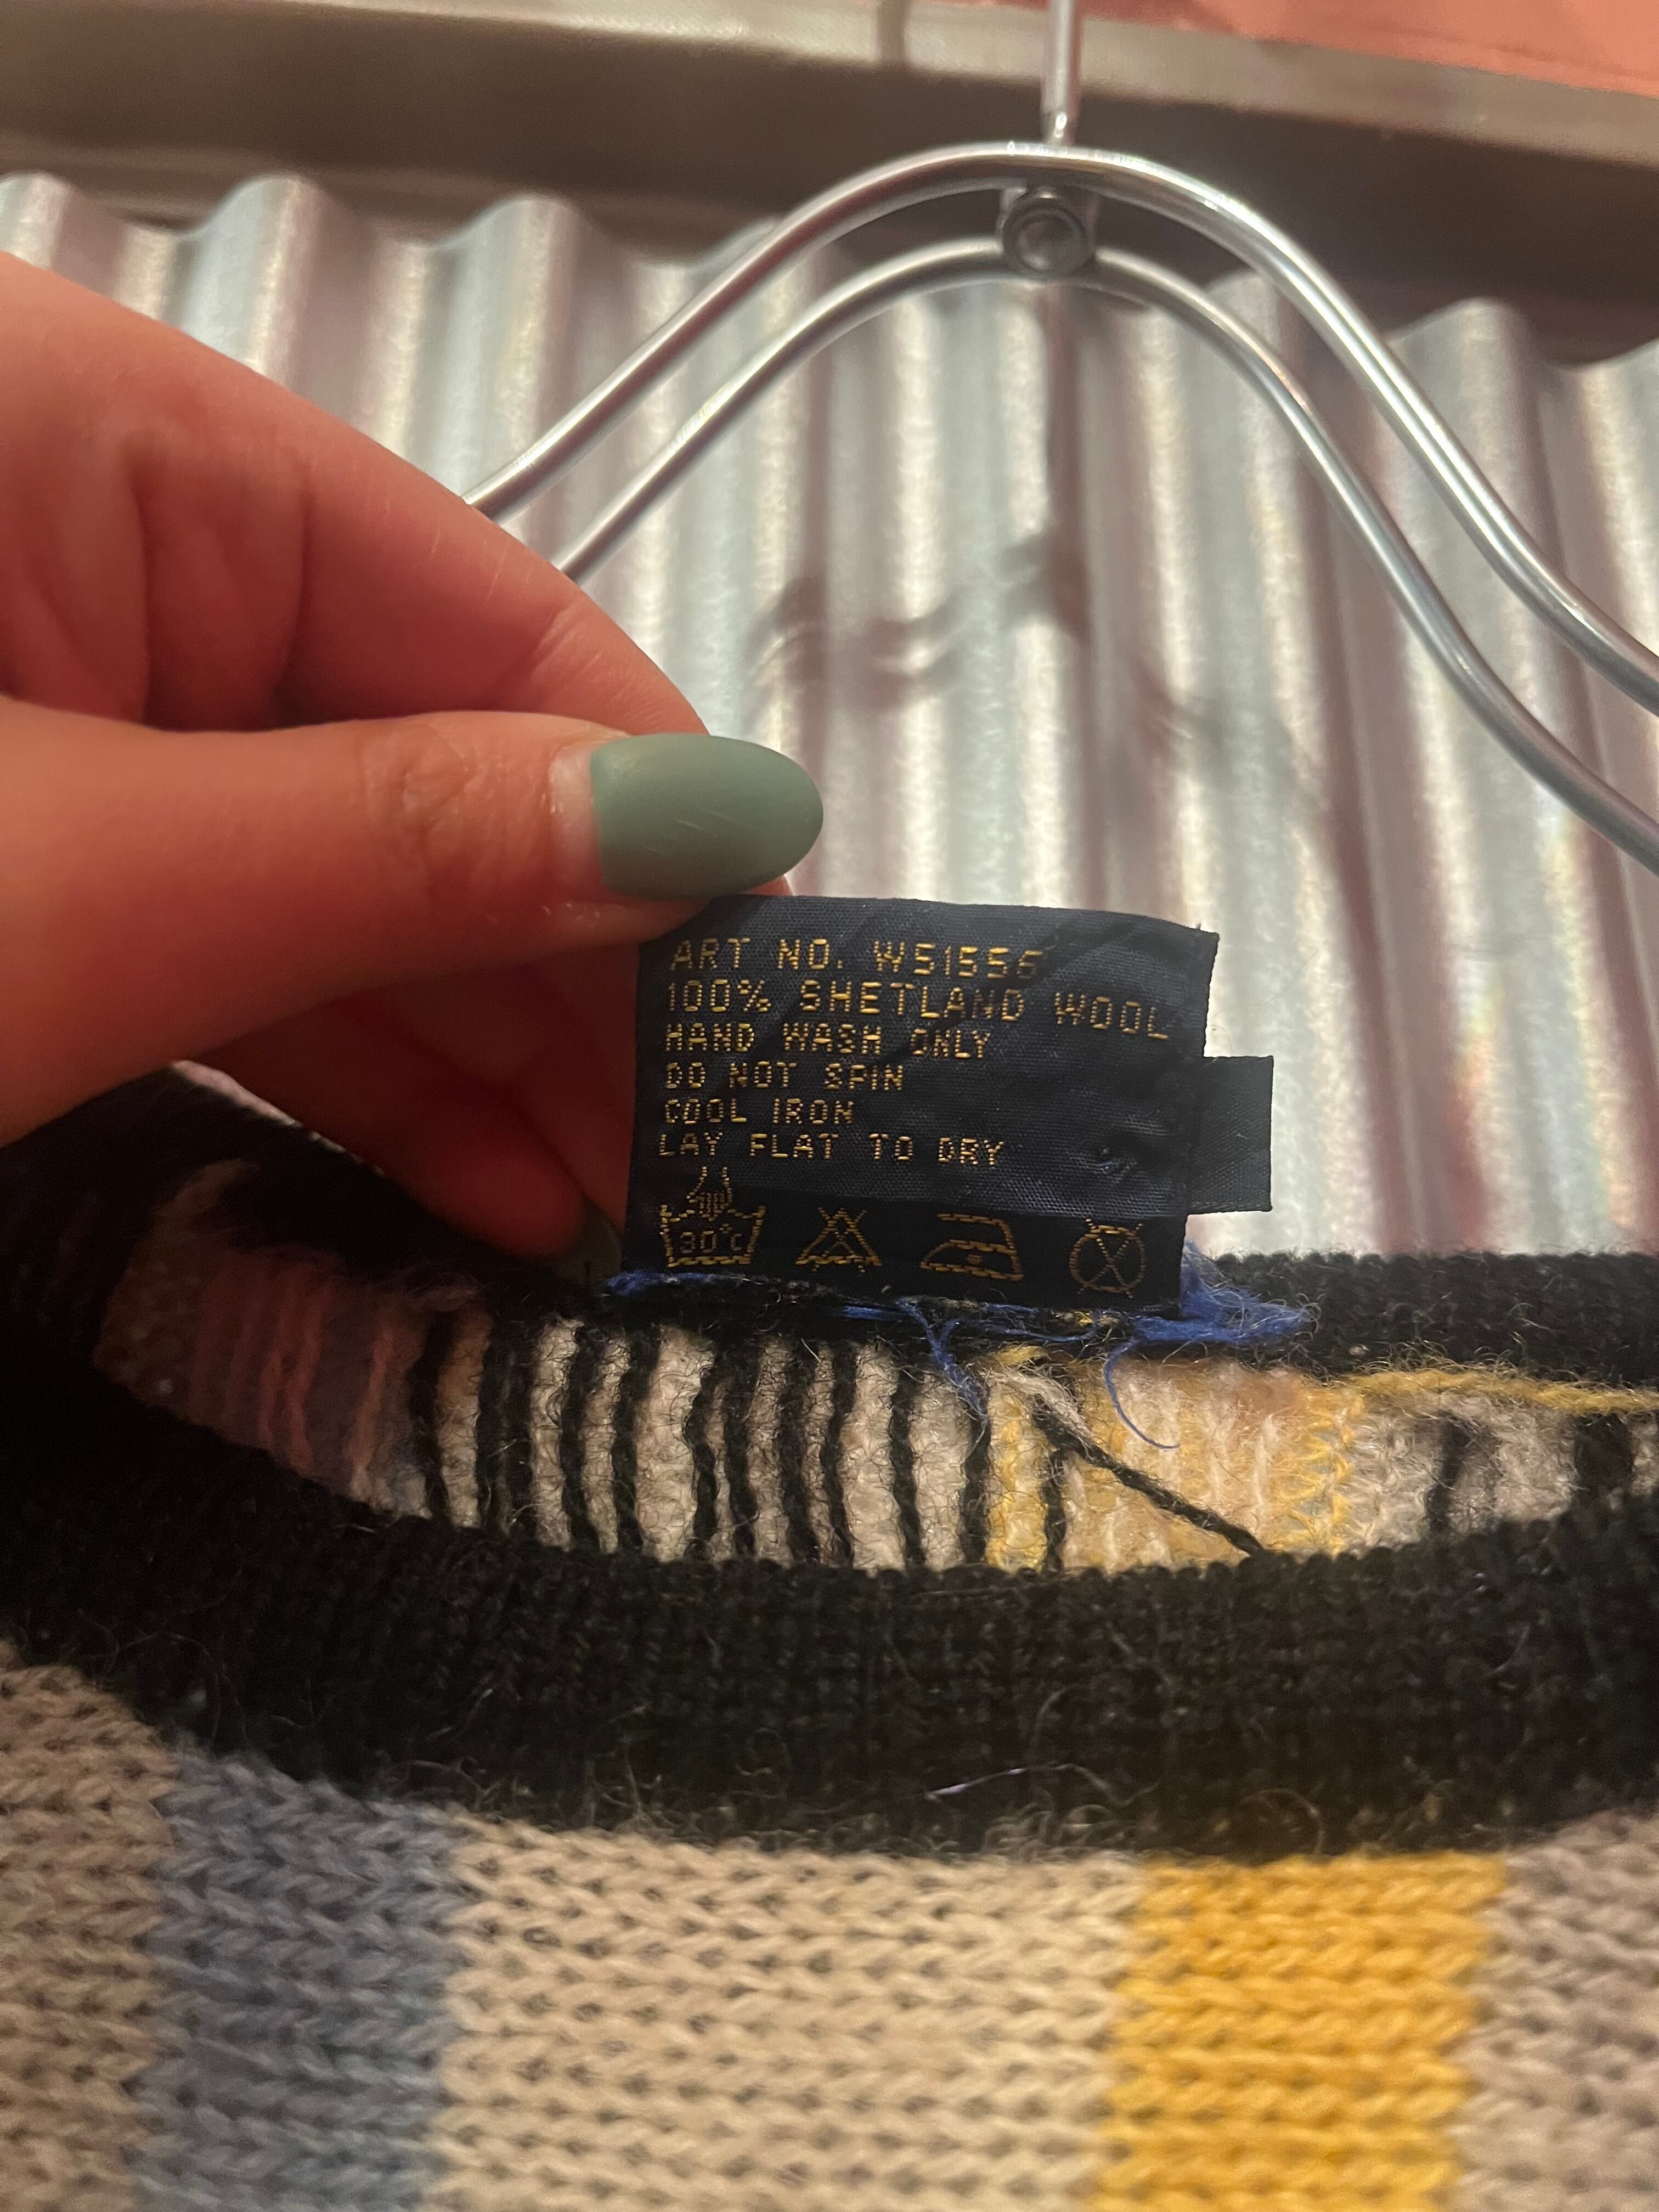 ART NO. W51556
100% SHETLAND WOOL
HAND WASH ONLY
DO NOT SPIN
COOL IRON
LAY FLAT TO DRY
30°C